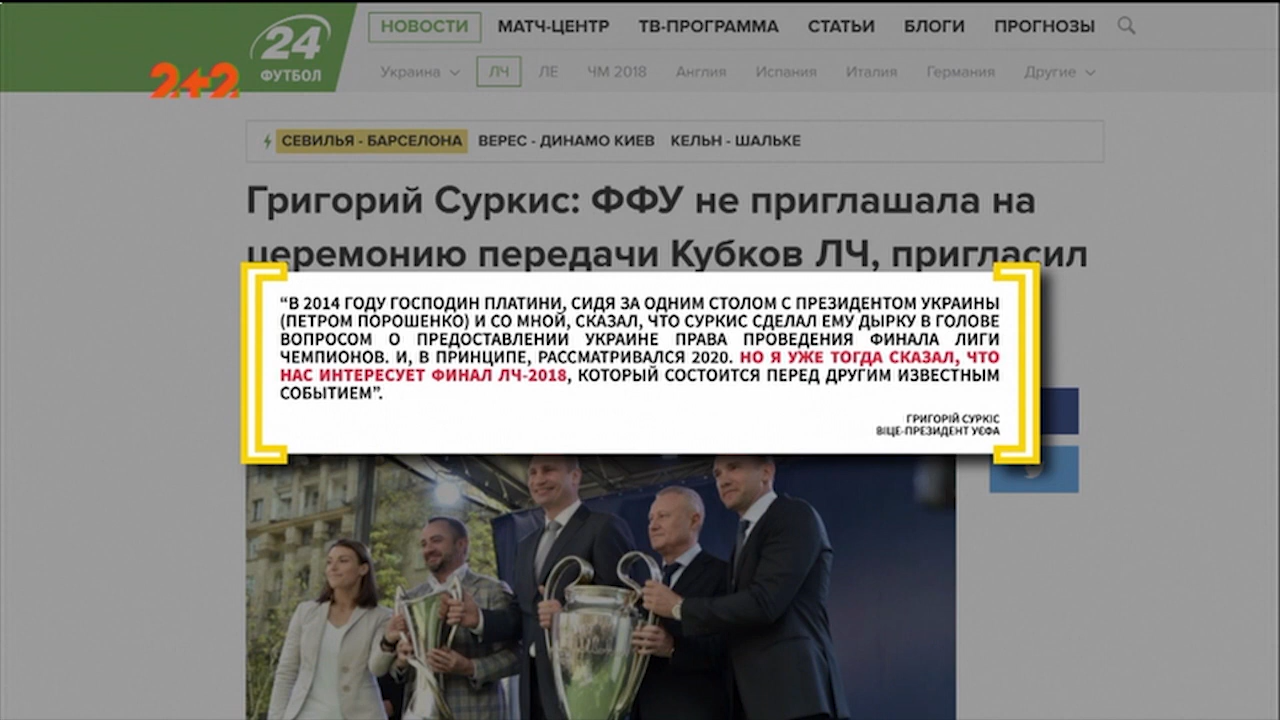 НОВОСТИ МАТЧ-ЦЕНТР ТВ-ПРОГРАММА СТАТЬИ БЛОГИ ПРОГНОЗЫ
24
ФУТБОЛ
2+2
Украина ЛЧ ЛЕ ЧМ 2018 Англия Испания Италия Германия Другие
СЕВИЛЬЯ - БАРСЕЛОНА ВЕРЕС - ДИНАМО КИЕВ КЕЛЬН - ШАЛЬКЕ
Григорий Суркис: ФФУ не приглашала на
церемонию передачи Кубков ЛЧ, пригласил
“В 2014 ГОДУ ГОСПОДИН ПЛАТИНИ, СИДЯ ЗА ОДНИМ СТОЛОМ С ПРЕЗИДЕНТОМ УКРАИНЫ
(ПЕТРОМ ПОРОШЕНКО) И СО МНОЙ, СКАЗАЛ, ЧТО СУРКИС СДЕЛАЛ ЕМУ ДЫРКУ В ГОЛОВЕ
ВОПРОСОМ О ПРЕДОСТАВЛЕНИИ УКРАИНЕ ПРАВА ПРОВЕДЕНИЯ ФИНАЛА ЛИГИ
ЧЕМПИОНОВ. И, В ПРИНЦИПЕ, РАССМАТРИВАЛСЯ 2020. НО Я УЖЕ ТОГДА СКАЗАЛ, ЧТО
НАС ИНТЕРЕСУЕТ ФИНАЛ ЛЧ-2018, КОТОРЫЙ СОСТОИТСЯ ПЕРЕД ДРУГИМ ИЗВЕСТНЫМ
СОБЫТИЕМ”.
ГРИГОРІЙ СУРКІС
ВІЦЕ-ПРЕЗИДЕНТ УЄФА